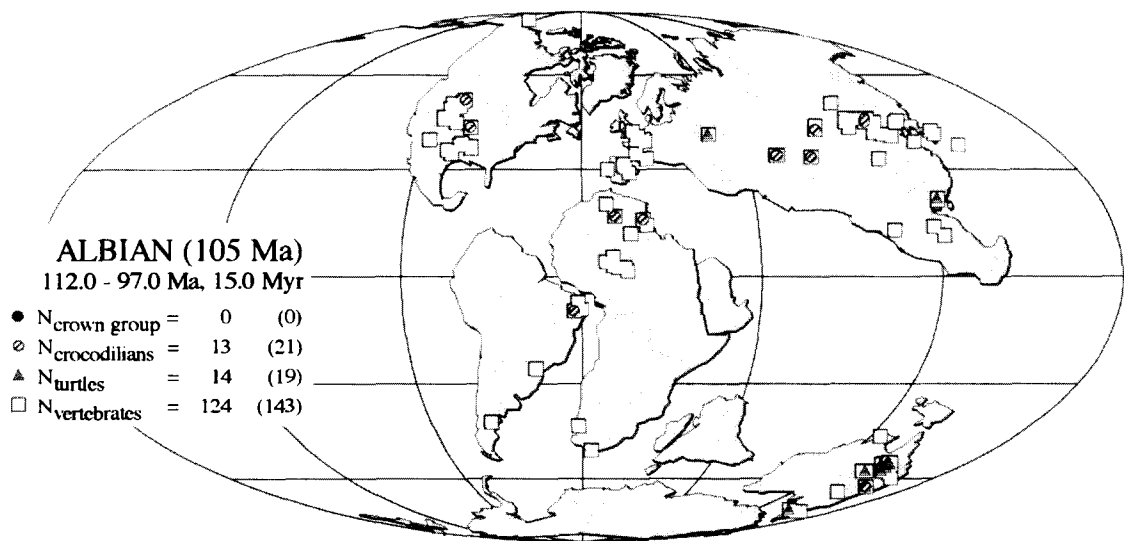 ALBIAN (105 Ma)
112.0 - 97.0 Ma, 15.0 Myr
N crown group = 0 (0)
N crocodilians = 13 (21)
N turtles = 14 (19)
N vertebrates = 124 (143)